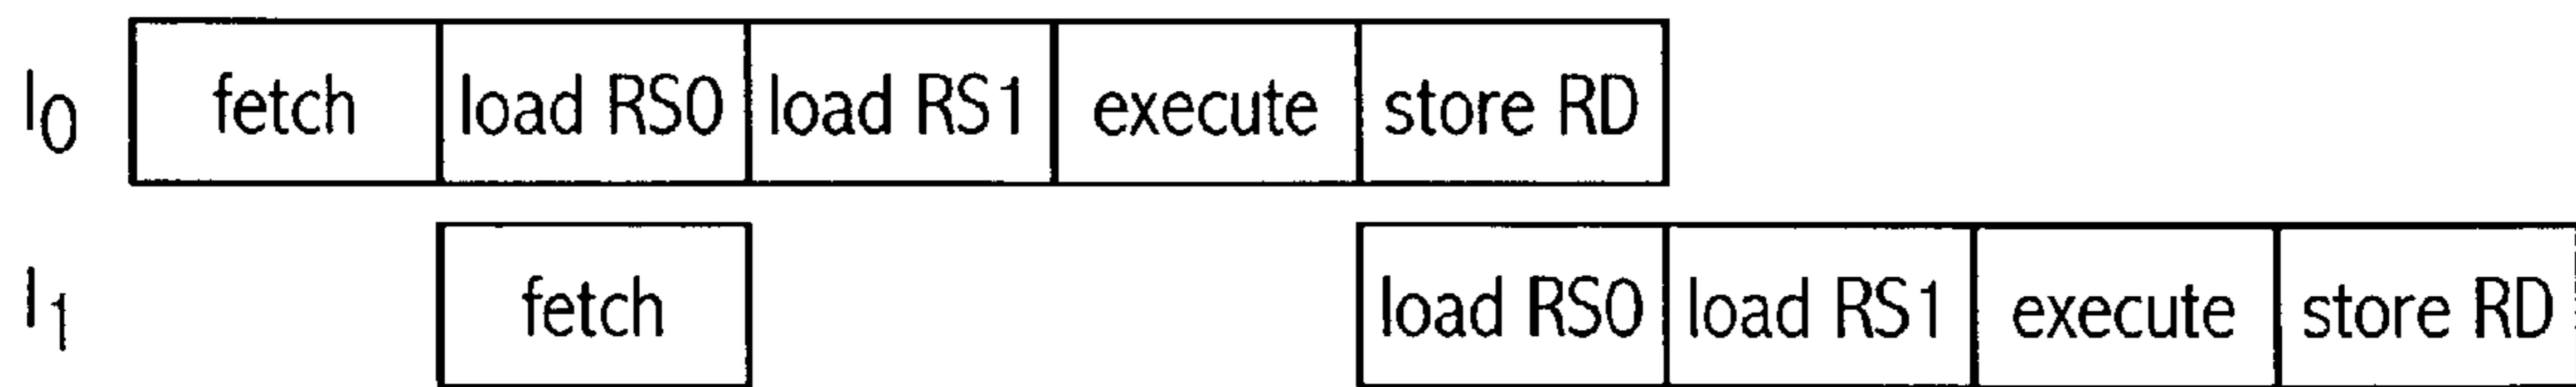 I0 fetch load RS0 load RS1 execute store RD
I1 fetch load RS0 load RS1 execute store RD